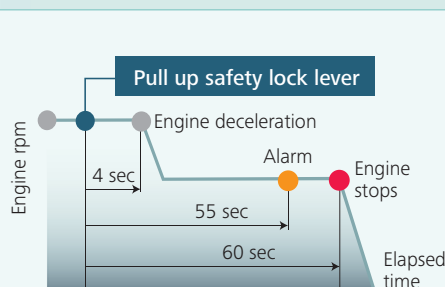 Pull up safety lock lever
Engine rpm
Engine deceleration
Alarm
Engine
stops
4 sec
55 sec
60 sec
Elapsed
time